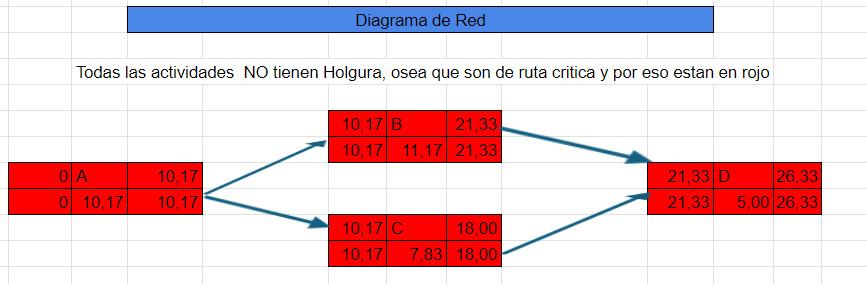 Diagrama de Red
Todas las actividades NO tienen Holgura, osea que son de ruta critica y por eso estan en rojo
10,17 B 21,33
10,17 11,17 21,33
0 A 10,17
0 10,17 10,17
21,33 D 26,33
21,33 5,00 26,33
10,17 C 18,00
10,17 7,83 18,00